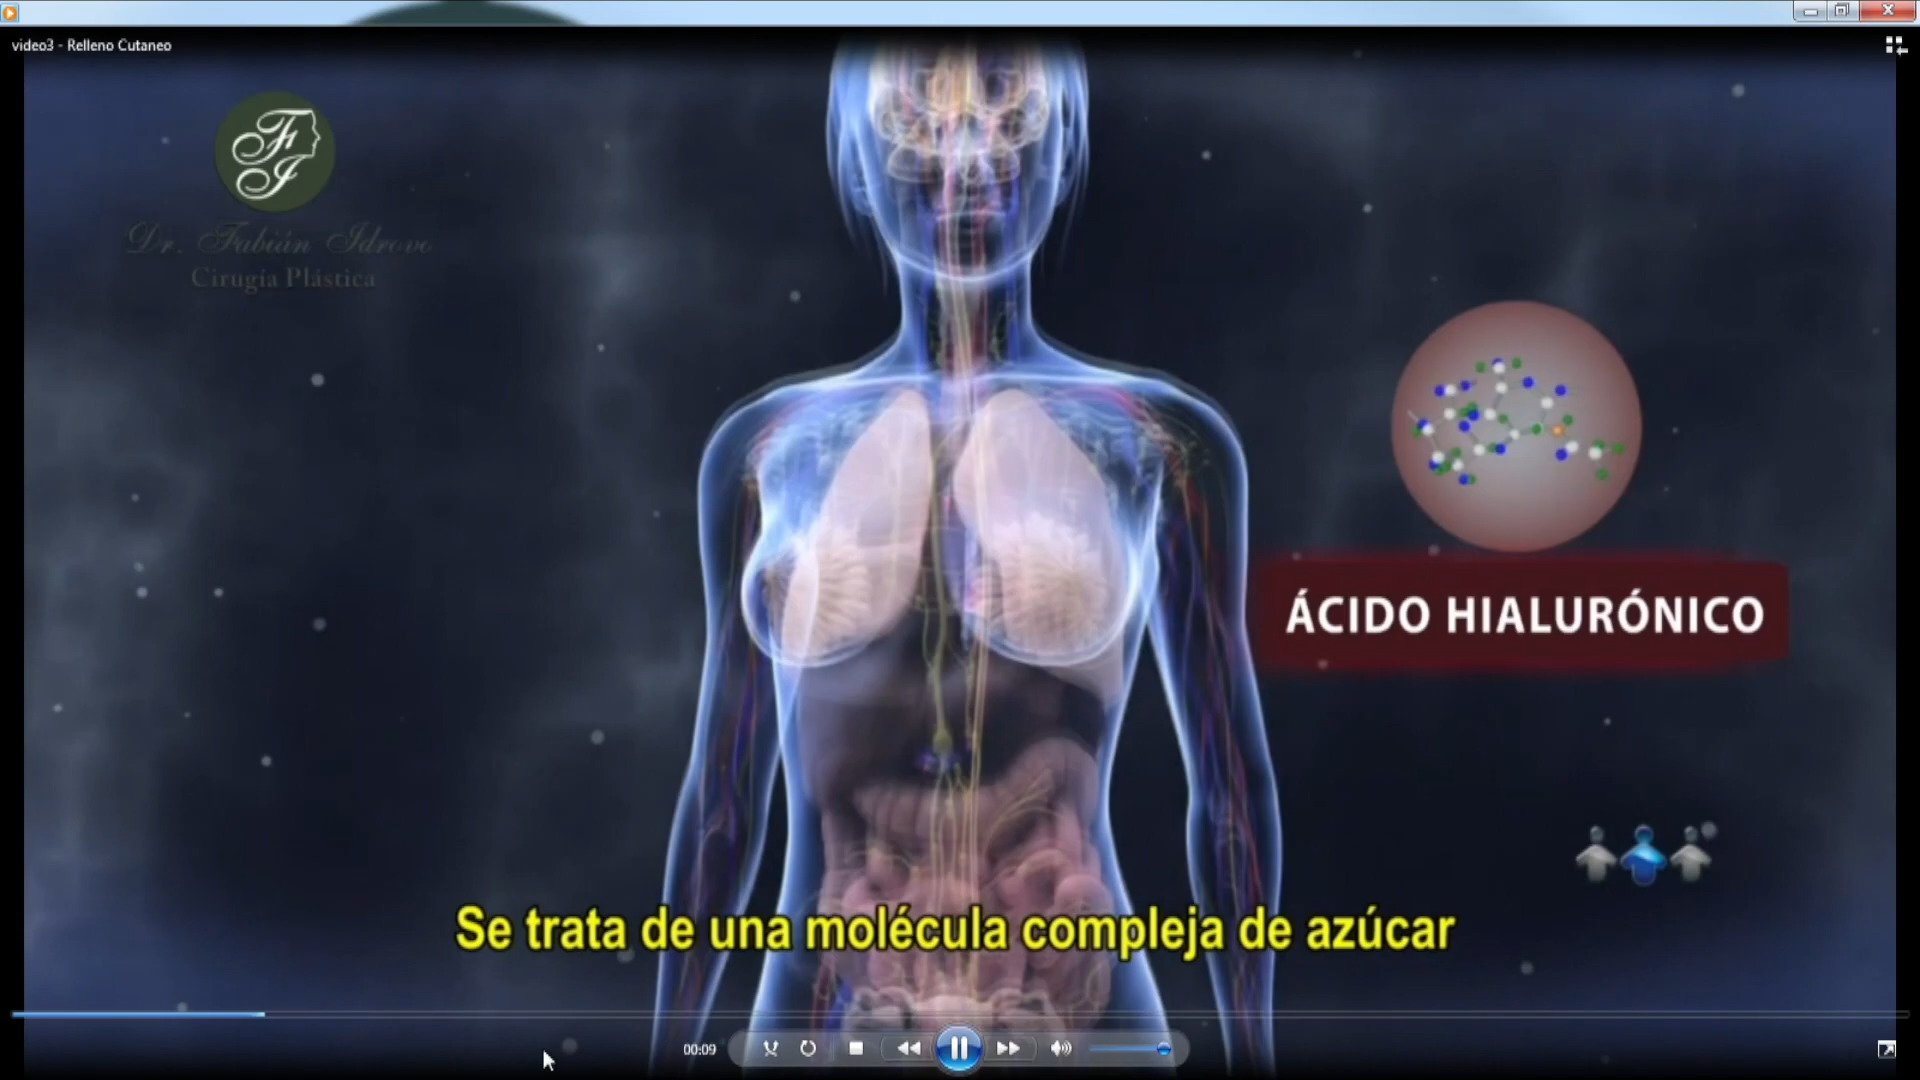 video3 - Relleno Cutaneo
FI
Dr. Fabián Idrovo
Cirugía Plástica
ÁCIDO HIALURÓNICO
Se trata de una molécula compleja de azúcar
00:09